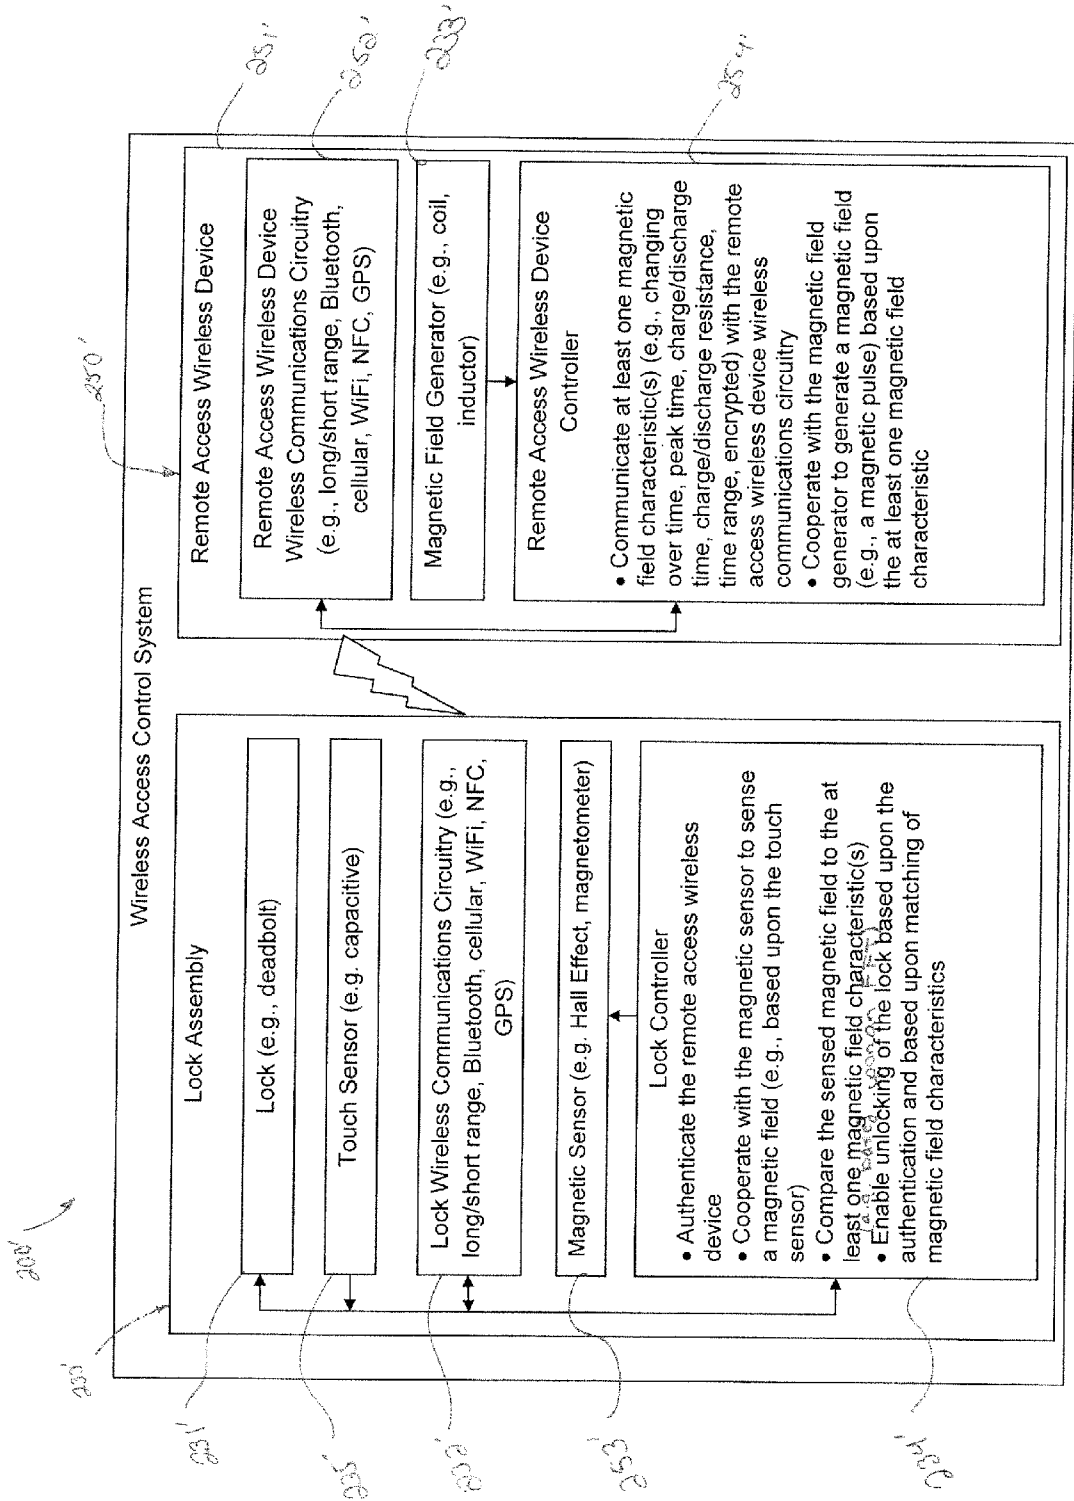 200'
Wireless Access Control System
230'
Lock Assembly
231'
Lock (e.g., deadbolt)
235'
Touch Sensor (e.g. capacitive)
232'
Lock Wireless Communications Circuitry (e.g.,
long/short range, Bluetooth, cellular, WiFi, NFC,
GPS)
253'
Magnetic Sensor (e.g. Hall Effect, magnetometer)
234'
Lock Controller
• Authenticate the remote access wireless
device
• Cooperate with the magnetic sensor to sense
a magnetic field (e.g., based upon the touch
sensor)
• Compare the sensed magnetic field to the at
least one magnetic field characteristic(s)
(e.g. based upon an FFT)
• Enable unlocking of the lock based upon the
authentication and based upon matching of
magnetic field characteristics
250'
Remote Access Wireless Device
251'
252'
Remote Access Wireless Device
Wireless Communications Circuitry
(e.g., long/short range, Bluetooth,
cellular, WiFi, NFC, GPS)
233'
Magnetic Field Generator (e.g., coil,
inductor)
254'
Remote Access Wireless Device
Controller
• Communicate at least one magnetic
field characteristic(s) (e.g., changing
over time, peak time, charge/discharge
time, charge/discharge resistance,
time range, encrypted) with the remote
access wireless device wireless
communications circuitry
• Cooperate with the magnetic field
generator to generate a magnetic field
(e.g., a magnetic pulse) based upon
the at least one magnetic field
characteristic